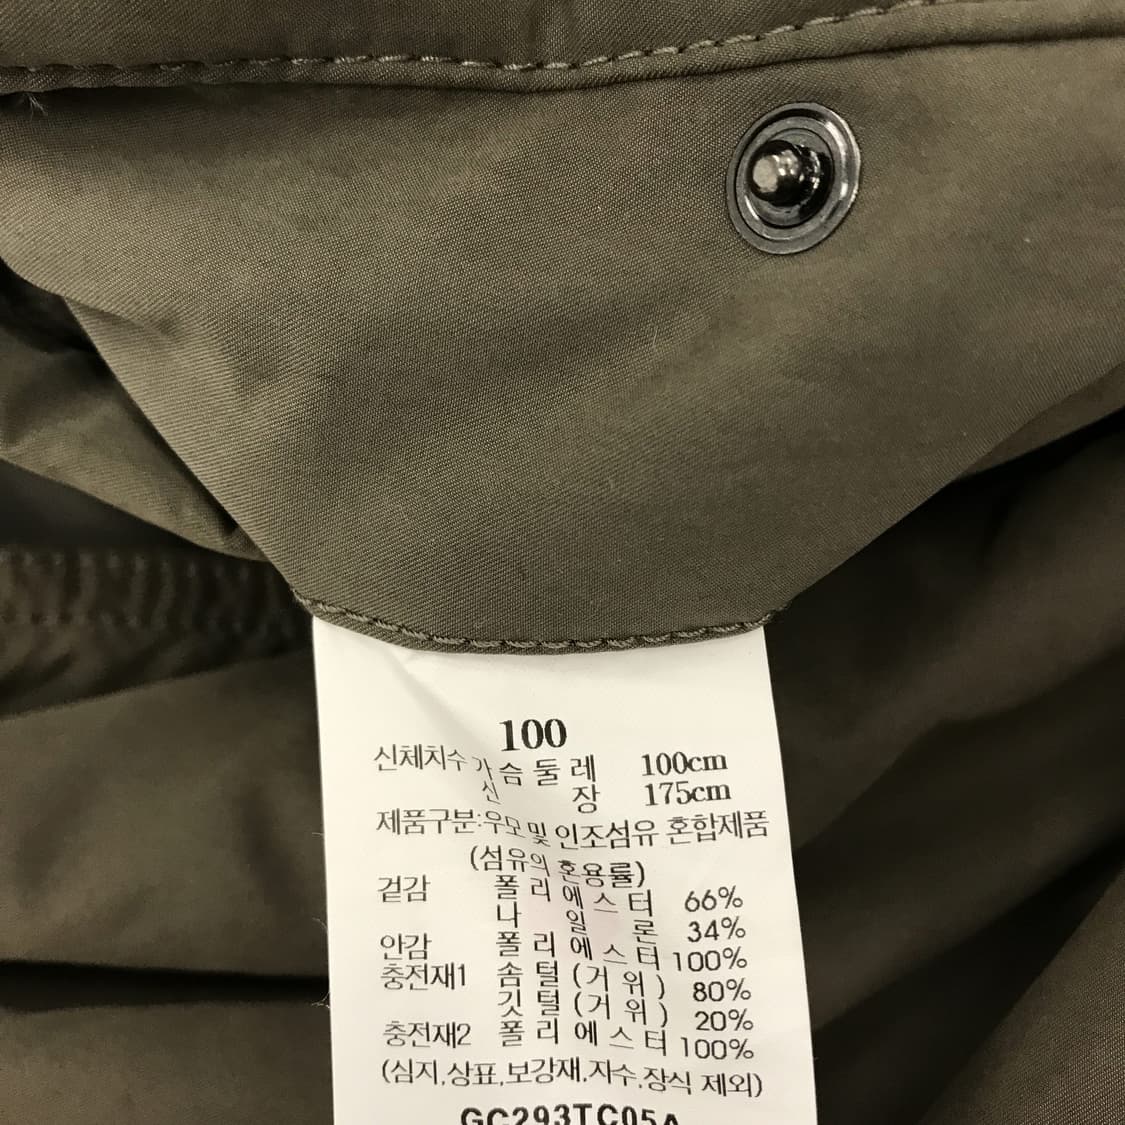 100
신체치수 가슴둘레 100cm
신장 175cm
제품구분:우모 및 인조섬유 혼합제품
(섬유의 혼용률)
겉감 폴리에스터 66%
나일론 34%
안감 폴리에스터 100%
충전재1 솜털(거위) 80%
깃털(거위) 20%
충전재2 폴리에스터 100%
(심지,상표,보강재,자수,장식 제외)
GC293TC05A